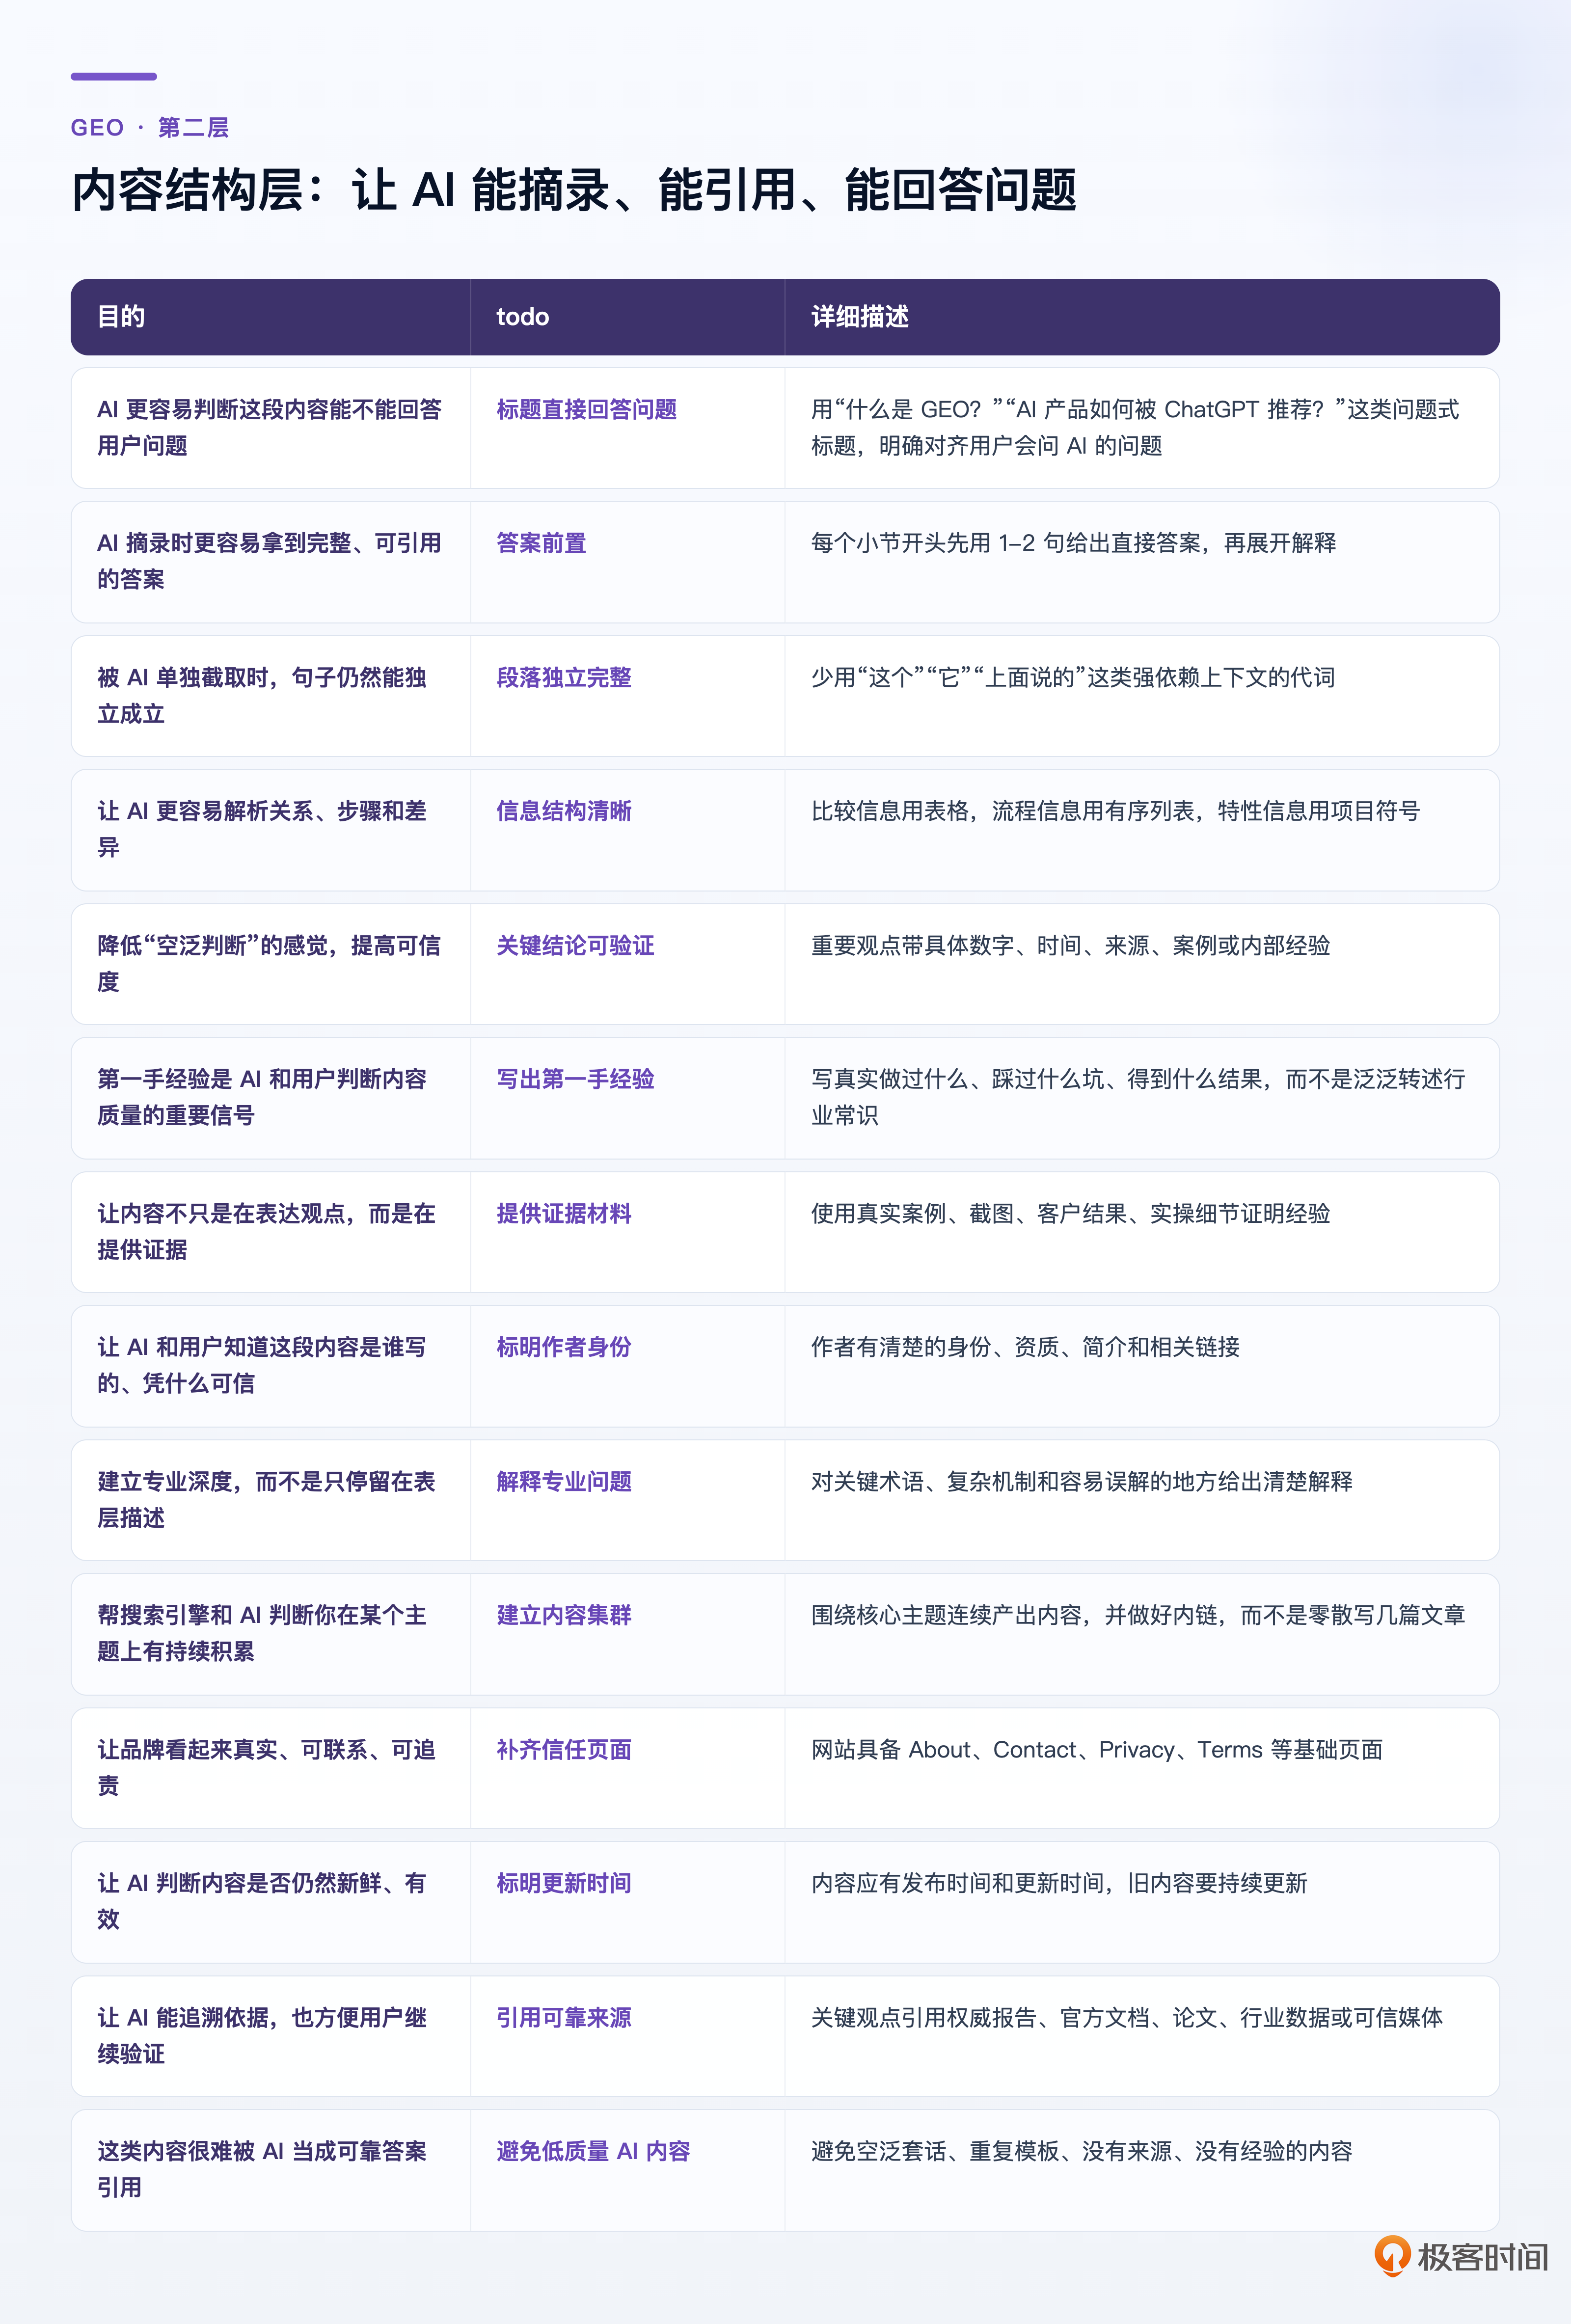 GEO · 第二层
内容结构层：让 AI 能摘录、能引用、能回答问题
目的
todo
详细描述
AI 更容易判断这段内容能不能回答
用户问题
标题直接回答问题
用“什么是 GEO？”“AI 产品如何被 ChatGPT 推荐？”这类问题式
标题，明确对齐用户会问 AI 的问题
AI 摘录时更容易拿到完整、可引用
的答案
答案前置
每个小节开头先用 1–2 句给出直接答案，再展开解释
被 AI 单独截取时，句子仍然能独
立成立
段落独立完整
少用“这个”“它”“上面说的”这类强依赖上下文的代词
让 AI 更容易解析关系、步骤和差
异
信息结构清晰
比较信息用表格，流程信息用有序列表，特性信息用项目符号
降低“空泛判断”的感觉，提高可信
度
关键结论可验证
重要观点带具体数字、时间、来源、案例或内部经验
第一手经验是 AI 和用户判断内容
质量的重要信号
写出第一手经验
写真实做过什么、踩过什么坑、得到什么结果，而不是泛泛转述行
业常识
让内容不只是在表达观点，而是在
提供证据
提供证据材料
使用真实案例、截图、客户结果、实操细节证明经验
让 AI 和用户知道这段内容是谁写
的、凭什么可信
标明作者身份
作者有清楚的身份、资质、简介和相关链接
建立专业深度，而不是只停留在表
层描述
解释专业问题
对关键术语、复杂机制和容易误解的地方给出清楚解释
帮搜索引擎和 AI 判断你在某个主
题上有持续积累
建立内容集群
围绕核心主题连续产出内容，并做好内链，而不是零散写几篇文章
让品牌看起来真实、可联系、可追
责
补齐信任页面
网站具备 About、Contact、Privacy、Terms 等基础页面
让 AI 判断内容是否仍然新鲜、有
效
标明更新时间
内容应有发布时间和更新时间，旧内容要持续更新
让 AI 能追溯依据，也方便用户继
续验证
引用可靠来源
关键观点引用权威报告、官方文档、论文、行业数据或可信媒体
这类内容很难被 AI 当成可靠答案
引用
避免低质量 AI 内容
避免空泛套话、重复模板、没有来源、没有经验的内容
极客时间